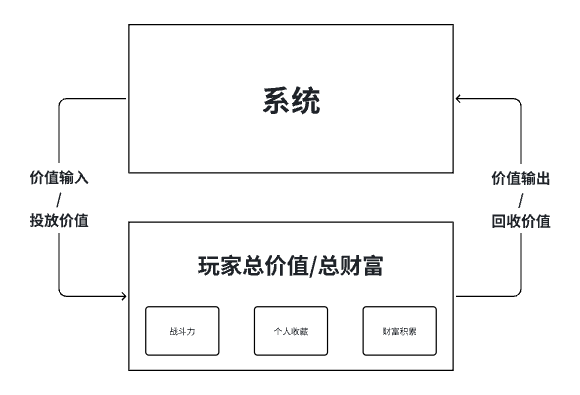 系统
价值输入
/
投放价值
价值输出
/
回收价值
玩家总价值/总财富
战斗力
个人收藏
财富积累